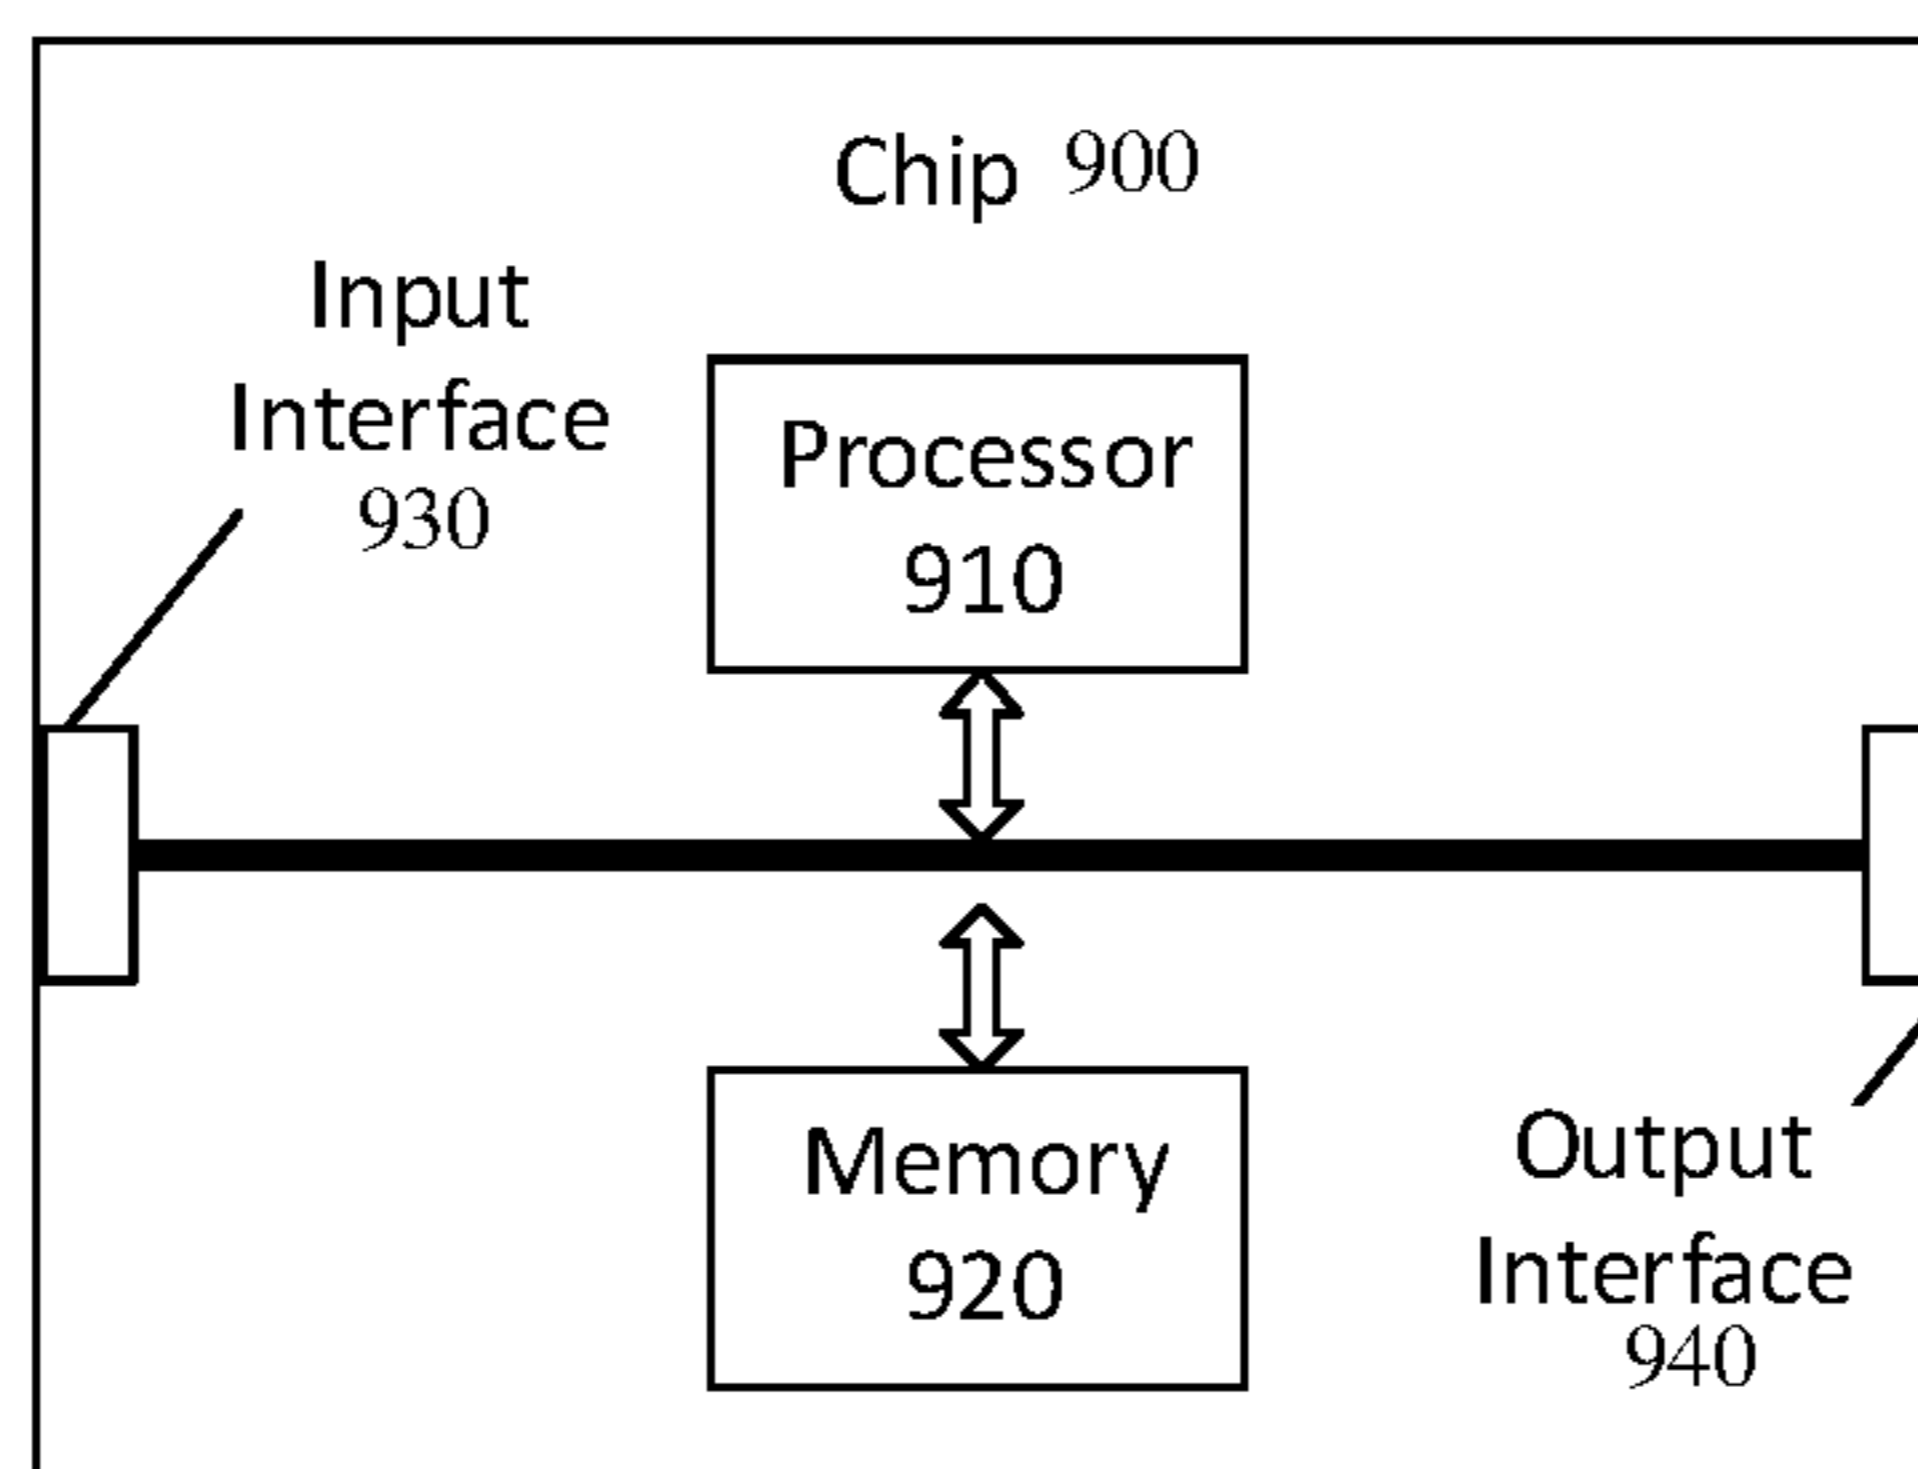 Chip 900
Input
Interface
930
Processor
910
Memory
920
Output
Interface
940